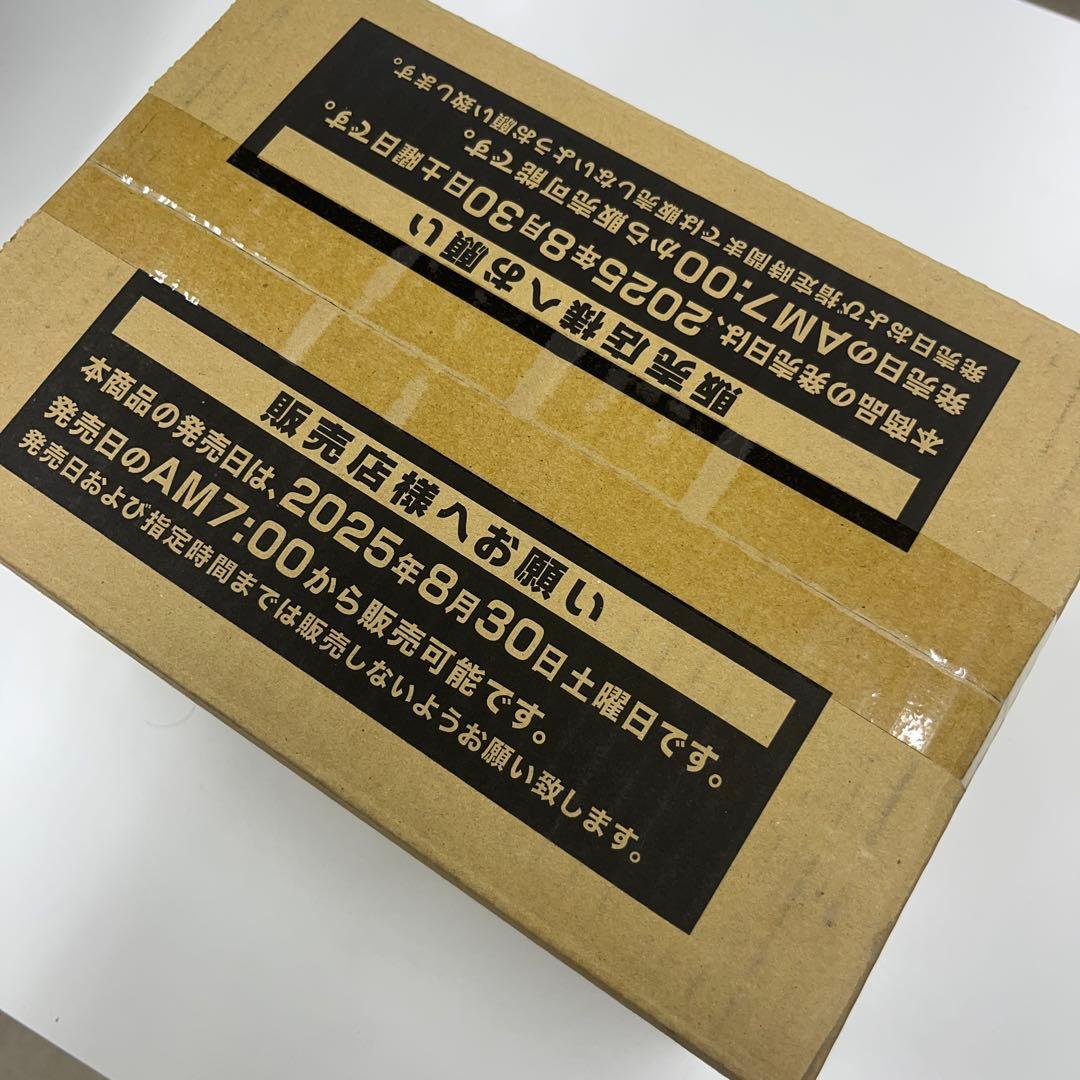 販売店様へお願い
本商品の発売日は、2025年8月30日土曜日です。
発売日のAM7:00から販売可能です。
発売日および指定時間までは販売しないようお願い致します。
販売店様へお願い
本商品の発売日は、2025年8月30日土曜日です。
発売日のAM7:00から販売可能です。
発売日および指定時間までは販売しないようお願い致します。